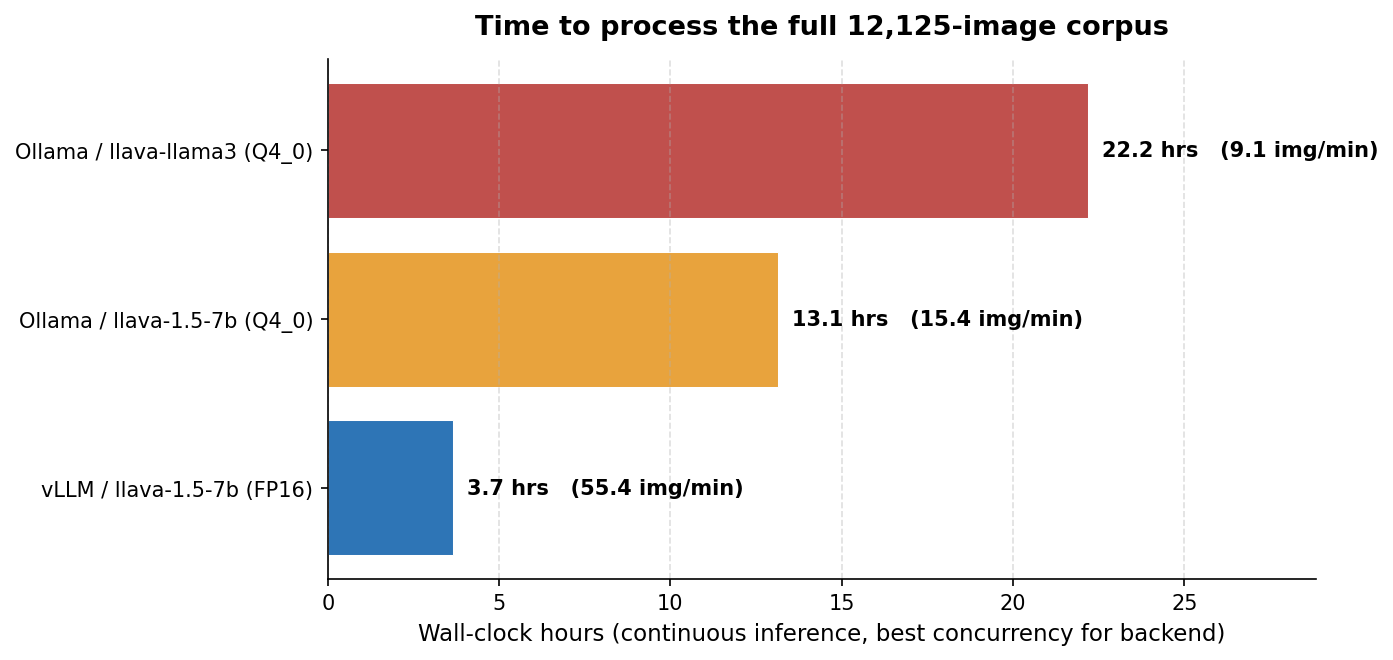 Time to process the full 12,125-image corpus
Ollama / llava-llama3 (Q4_0)
22.2 hrs (9.1 img/min)
Ollama / llava-1.5-7b (Q4_0)
13.1 hrs (15.4 img/min)
vLLM / llava-1.5-7b (FP16)
3.7 hrs (55.4 img/min)
0 5 10 15 20 25
Wall-clock hours (continuous inference, best concurrency for backend)